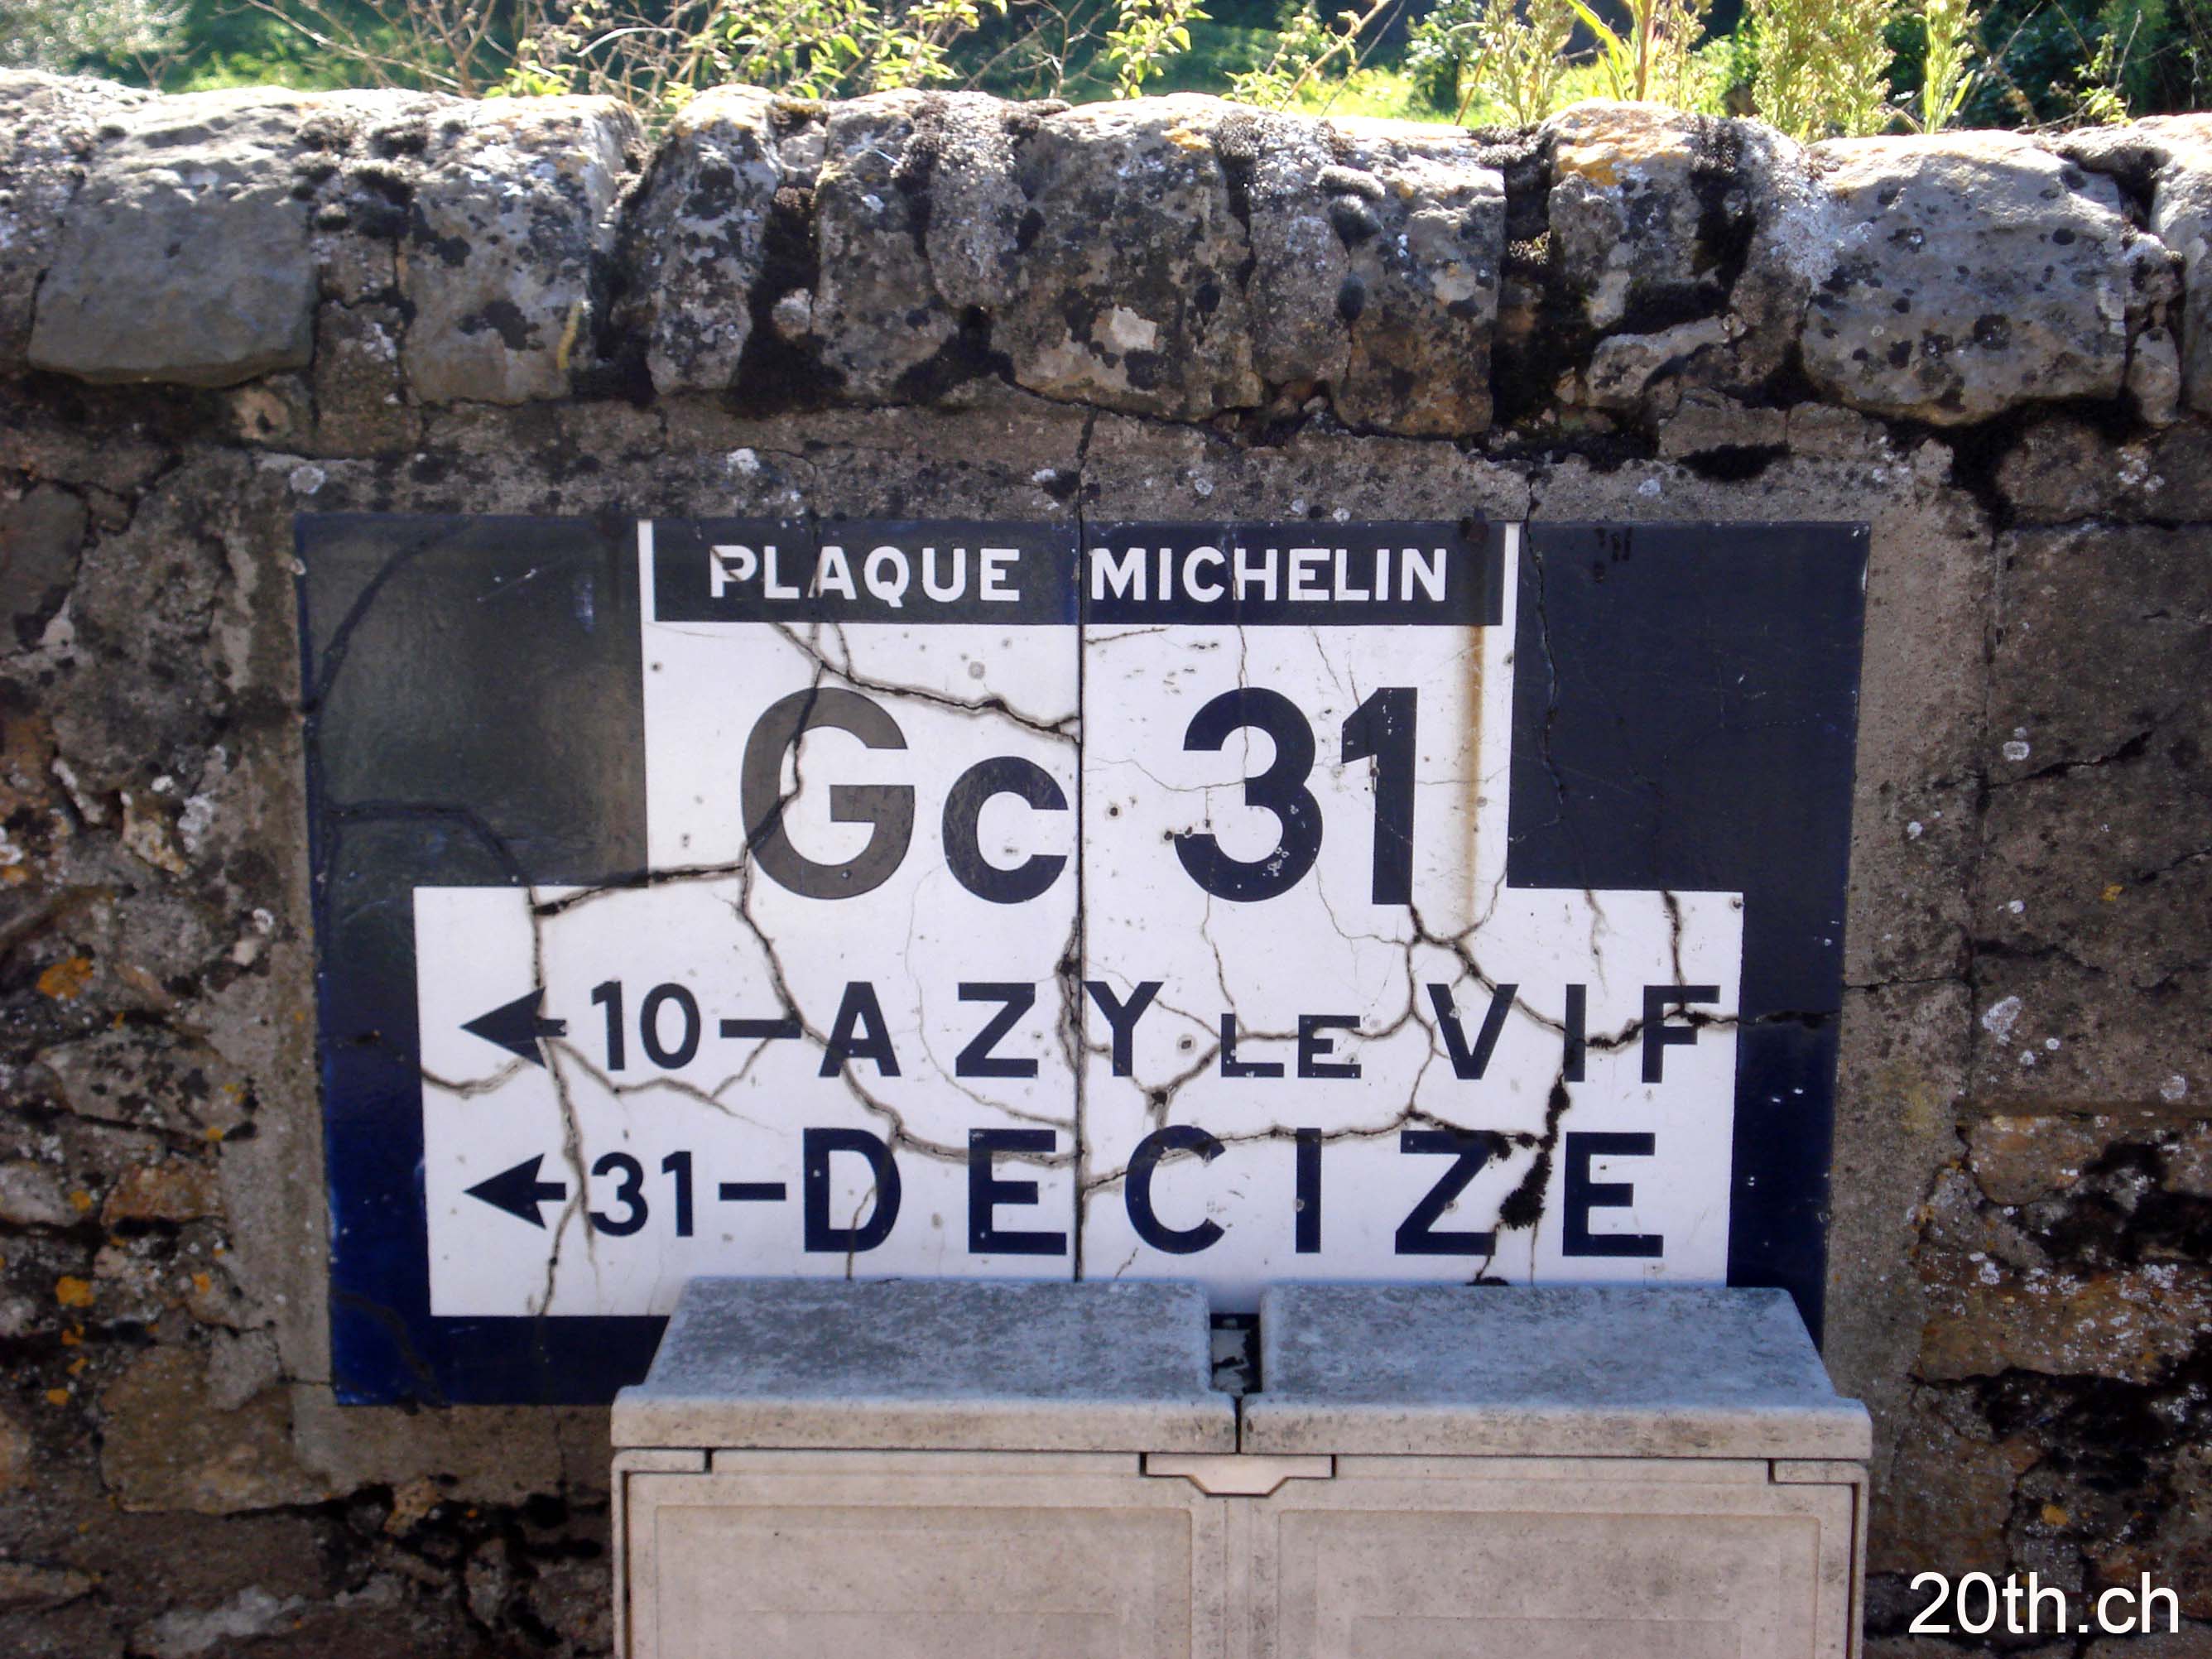 PLAQUE MICHELIN
Gc 31
10-AZY LE VIF
31-DECIZE
20th.ch